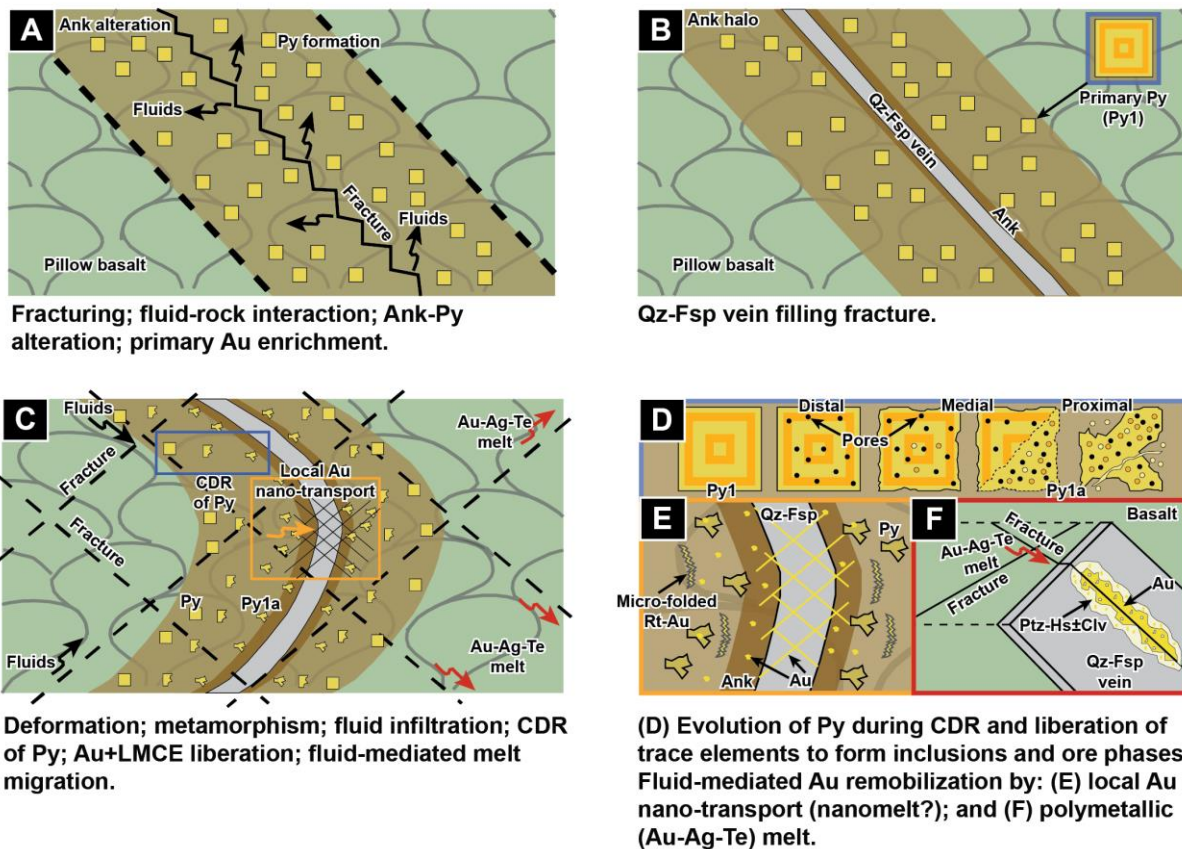 A
Ank alteration
Py formation
Fluids
Fracture
Fluids
Pillow basalt
Fracturing; fluid-rock interaction; Ank-Py
alteration; primary Au enrichment.
B
Ank halo
Primary Py
(Py1)
Qz-Fsp vein
Ank
Pillow basalt
Qz-Fsp vein filling fracture.
C
Fluids
Au-Ag-Te
melt
Fracture
CDR
of Py
Local Au
nano-transport
Fracture
Py
Py1a
Fluids
Au-Ag-Te
melt
Deformation; metamorphism; fluid infiltration; CDR
of Py; Au+LMCE liberation; fluid-mediated melt
migration.
D
Distal
Medial
Proximal
Pores
Py1
Py1a
E
Qz-Fsp
Py
Micro-folded
Rt-Au
Ank
Au
F
Basalt
Fracture
Au-Ag-Te
melt
Fracture
Au
Ptz-Hs±Clv
Qz-Fsp
vein
(D) Evolution of Py during CDR and liberation of
trace elements to form inclusions and ore phases
Fluid-mediated Au remobilization by: (E) local Au
nano-transport (nanomelt?); and (F) polymetallic
(Au-Ag-Te) melt.